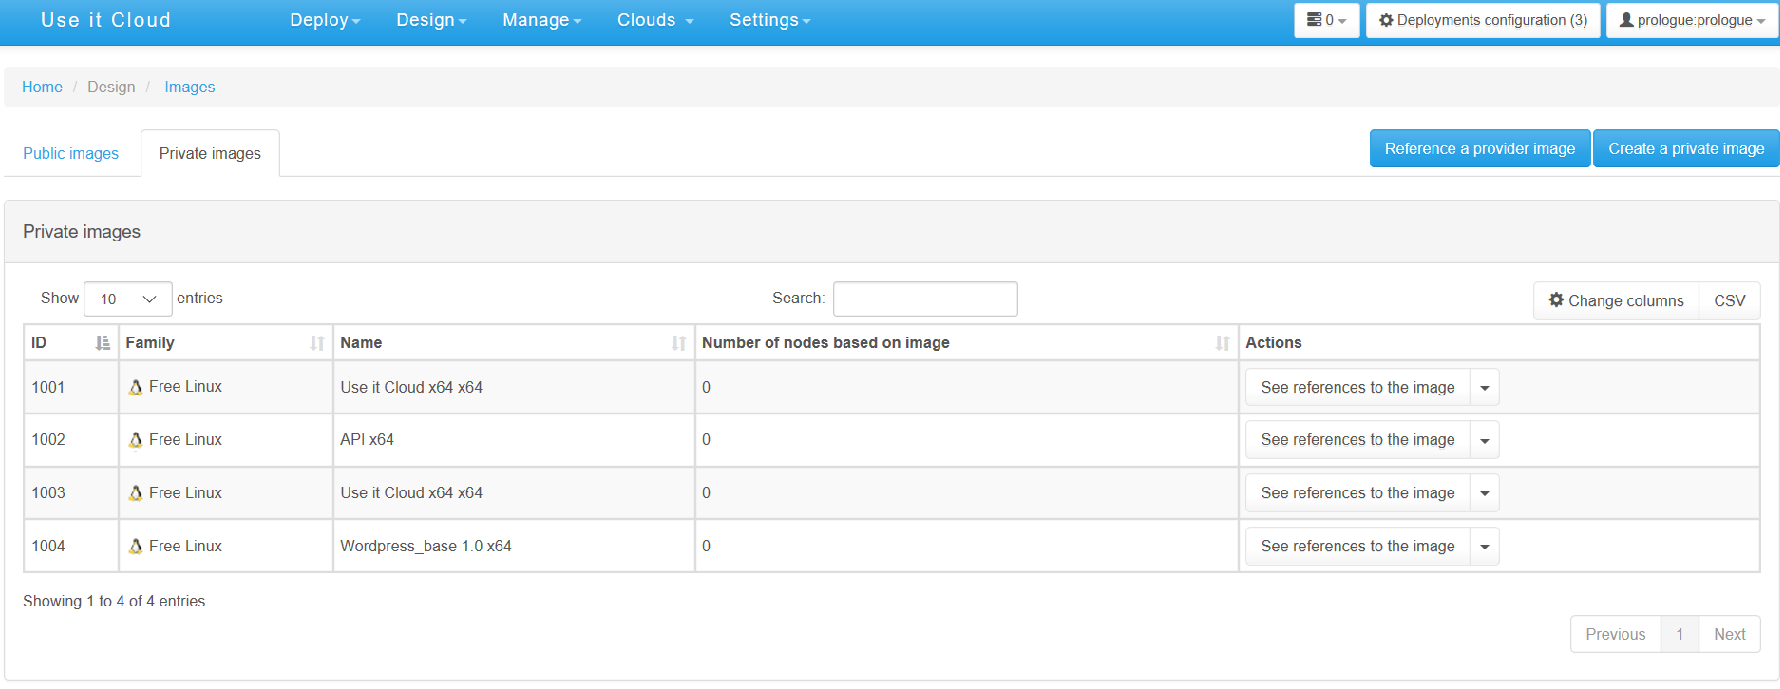 Use it Cloud Deploy Design Manage Clouds Settings 0 Deployments configuration (3) prologue:prologue
Home / Design / Images
Public images Private images Reference a provider image Create a private image
Private images
Show 10 entries Search: Change columns CSV
ID Family Name Number of nodes based on image Actions
1001 Free Linux Use it Cloud x64 x64 0 See references to the image
1002 Free Linux API x64 0 See references to the image
1003 Free Linux Use it Cloud x64 x64 0 See references to the image
1004 Free Linux Wordpress_base 1.0 x64 0 See references to the image
Showing 1 to 4 of 4 entries
Previous 1 Next